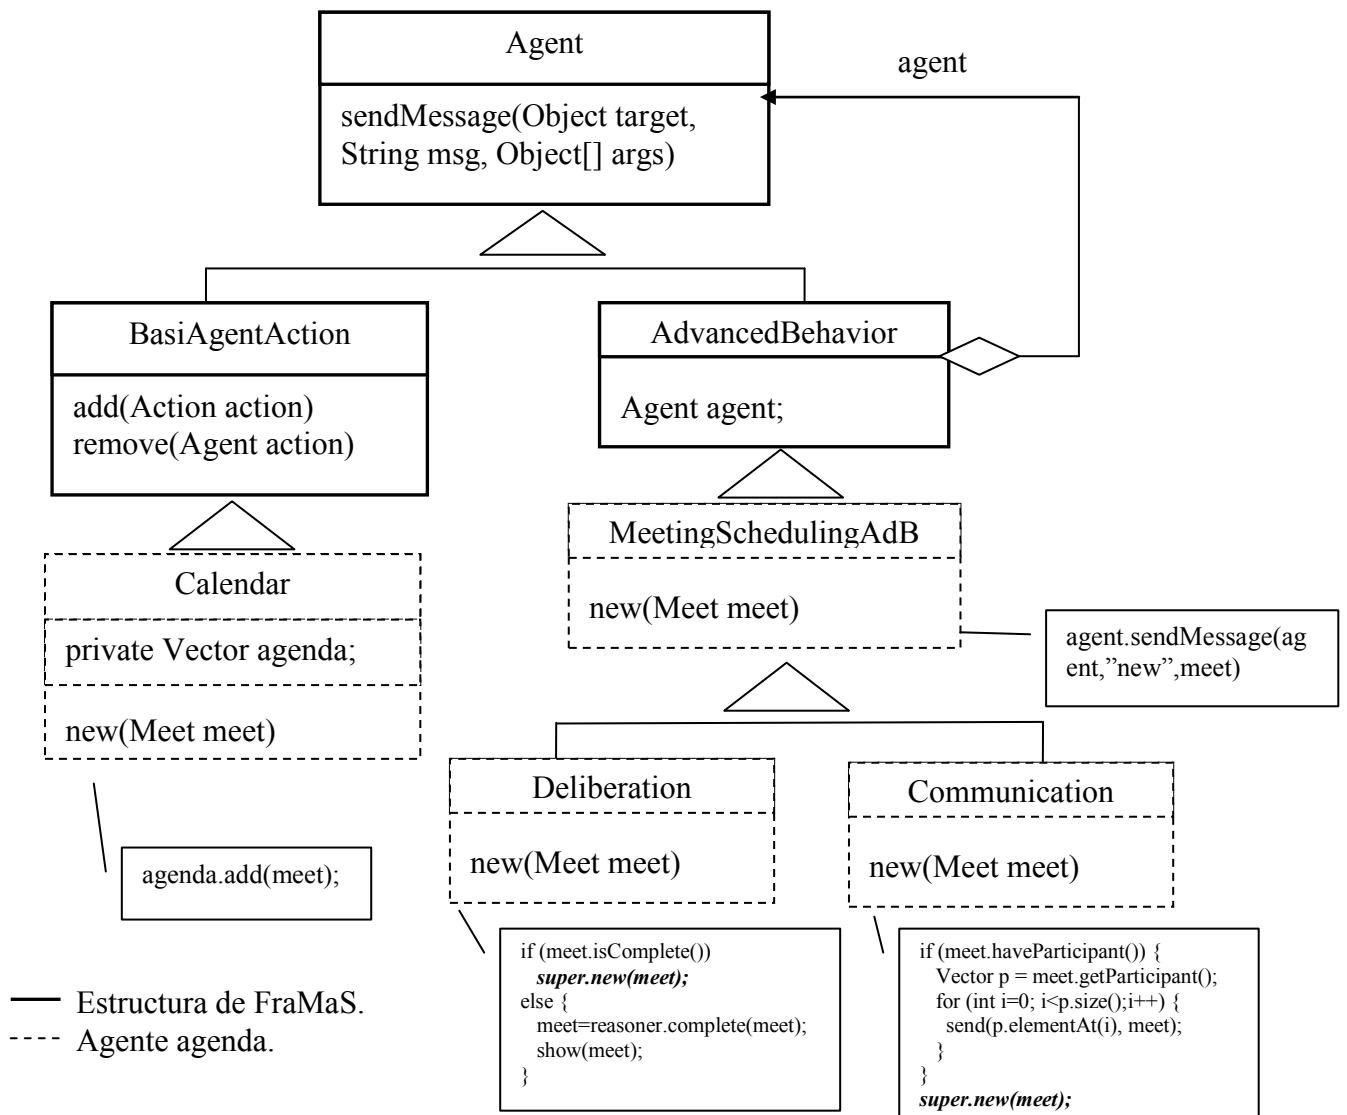 Agent
agent
sendMessage(Object target,
String msg, Object[] args)
BasiAgentAction
add(Action action)
remove(Agent action)
AdvancedBehavior
Agent agent;
Calendar
private Vector agenda;
new(Meet meet)
MeetingSchedulingAdB
new(Meet meet)
agent.sendMessage(ag
ent,”new”,meet)
Deliberation
new(Meet meet)
Communication
new(Meet meet)
agenda.add(meet);
if (meet.isComplete())
super.new(meet);
else {
meet=reasoner.complete(meet);
show(meet);
}
if (meet.haveParticipant()) {
Vector p = meet.getParticipant();
for (int i=0; i<p.size();i++) {
send(p.elementAt(i), meet);
}
}
super.new(meet);
Estructura de FraMaS.
Agente agenda.